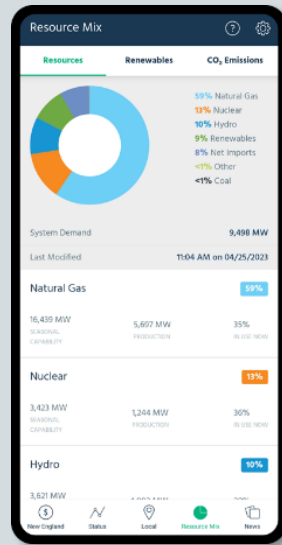 Resource Mix
Resources Renewables CO₂ Emissions
59% Natural Gas
13% Nuclear
10% Hydro
9% Renewables
8% Net Imports
<1% Other
<1% Coal
System Demand 9,498 MW
Last Modified 11:04 AM on 04/25/2023
Natural Gas 59%
16,439 MW 5,697 MW 35%
SEASONAL CAPABILITY PRODUCTION IN USE NOW
Nuclear 13%
3,423 MW 1,244 MW 36%
SEASONAL CAPABILITY PRODUCTION IN USE NOW
Hydro 10%
3,621 MW
New England Status Local Resource Mix News